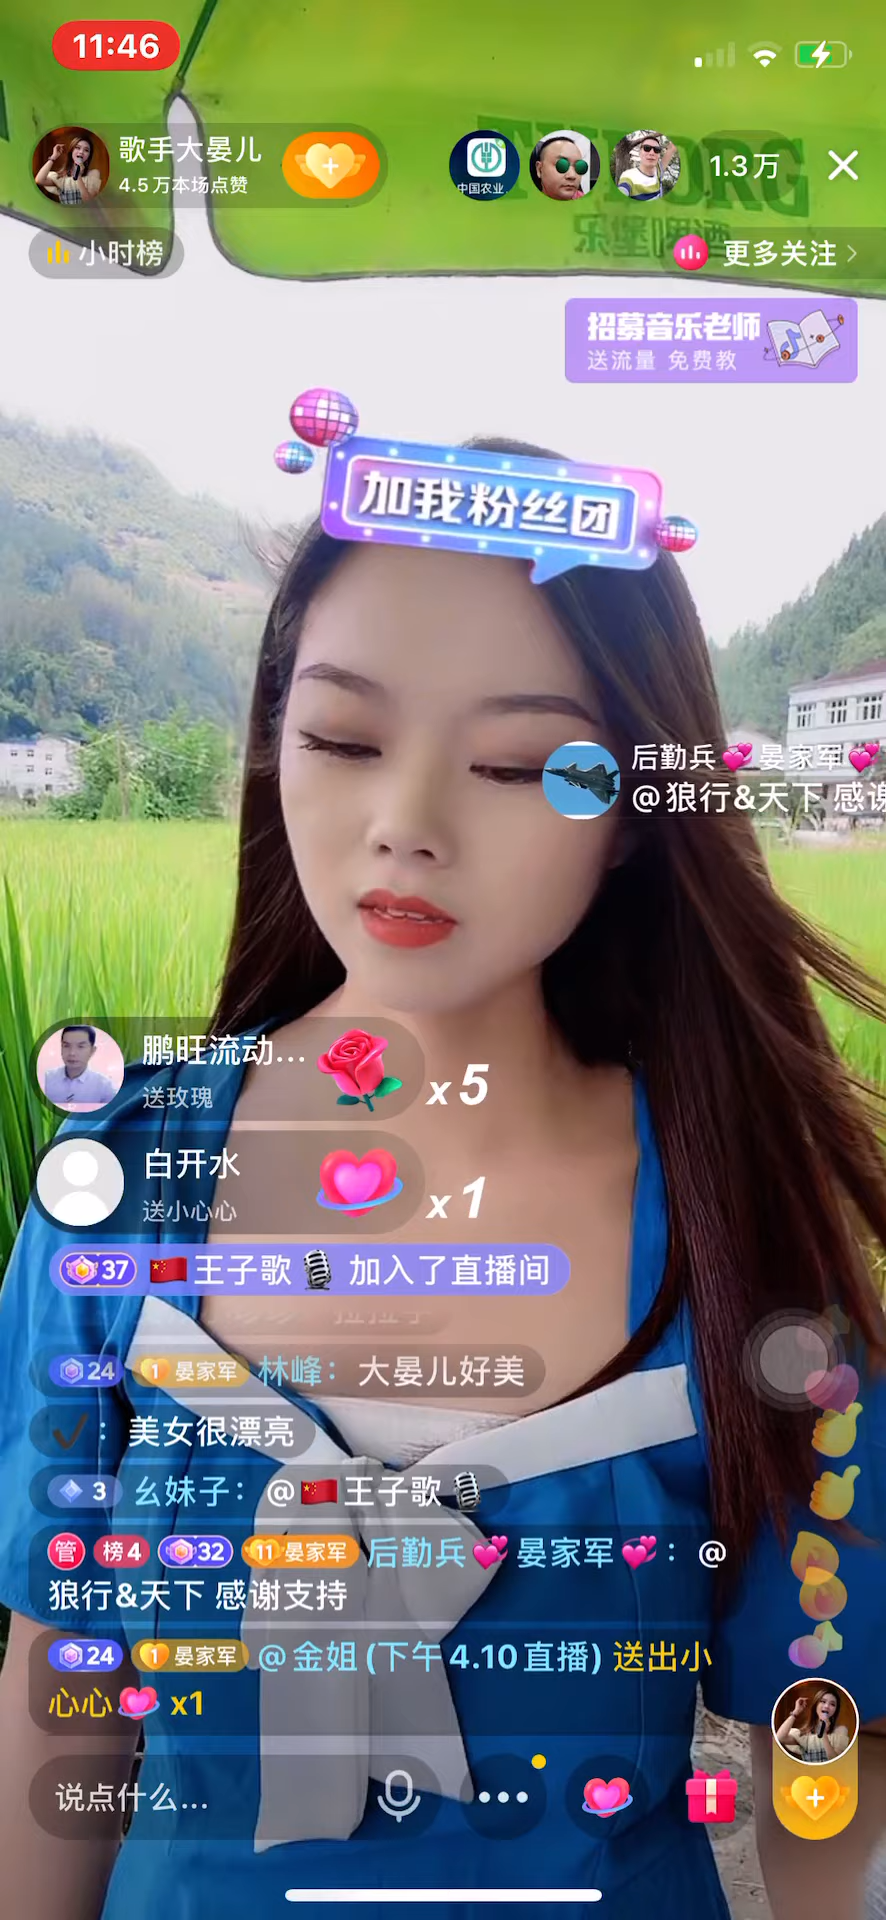 11:46
歌手大晏儿
4.5万本场点赞
中国农业
1.3万
小时榜
更多关注
招募音乐老师
送流量 免费教
加我粉丝团
后勤兵💞晏家军💞
@狼行&天下 感谢
鹏旺流动...
送玫瑰
x5
白开水
送小心心
x1
37 🇨🇳王子歌🎙️ 加入了直播间
24 1 晏家军 林峰：大晏儿好美
✔️：美女很漂亮
3 幺妹子：@🇨🇳王子歌🎙️
管 榜4 32 11 晏家军 后勤兵💞晏家军💞：@
狼行&天下 感谢支持
24 1 晏家军 @金姐(下午4.10直播) 送出小
心心 x1
说点什么...